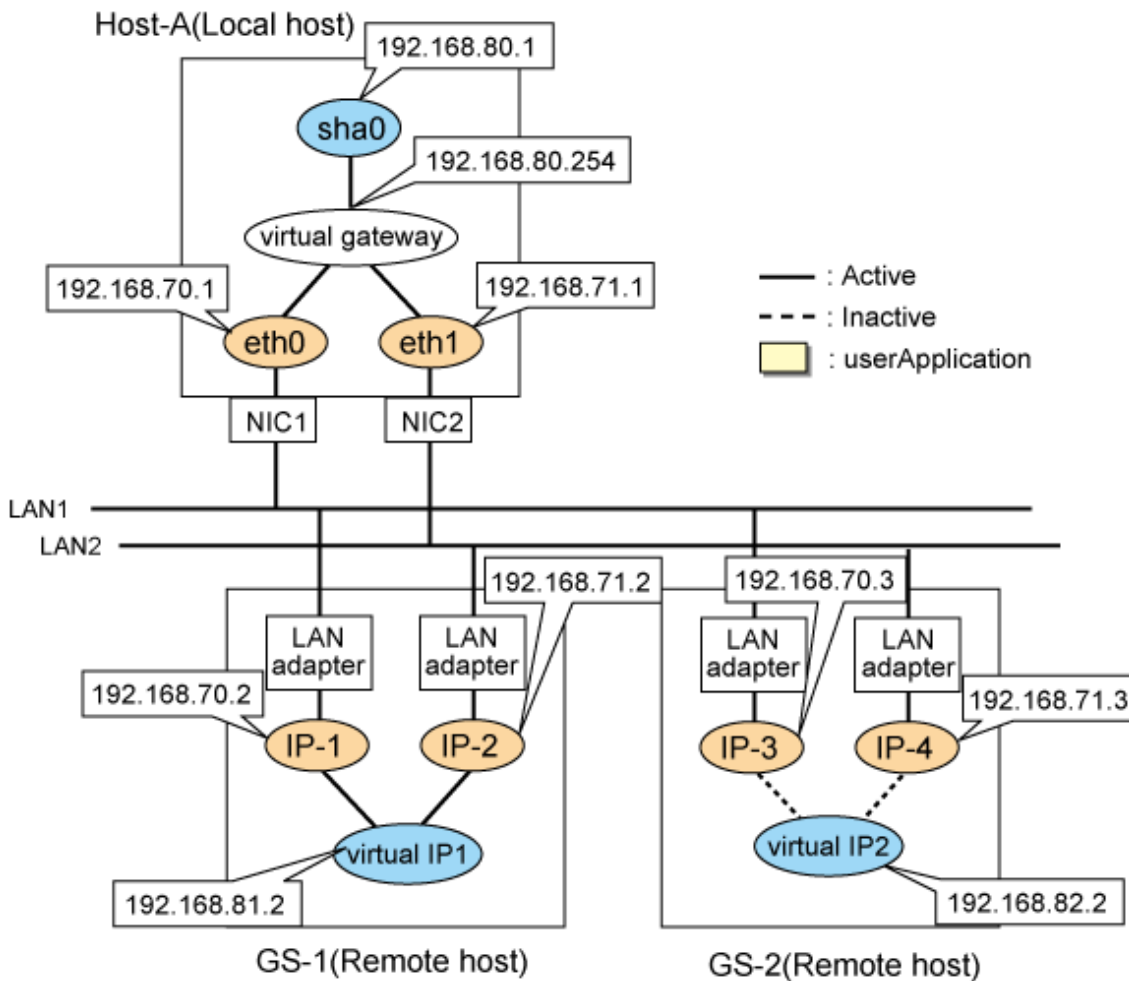 Host-A(Local host)
192.168.80.1
sha0
192.168.80.254
virtual gateway
192.168.70.1
192.168.71.1
eth0
eth1
: Active
: Inactive
: userApplication
NIC1
NIC2
LAN1
LAN2
192.168.71.2
192.168.70.3
LAN
adapter
LAN
adapter
LAN
adapter
LAN
adapter
192.168.70.2
192.168.71.3
IP-1
IP-2
IP-3
IP-4
virtual IP1
virtual IP2
192.168.81.2
192.168.82.2
GS-1(Remote host)
GS-2(Remote host)